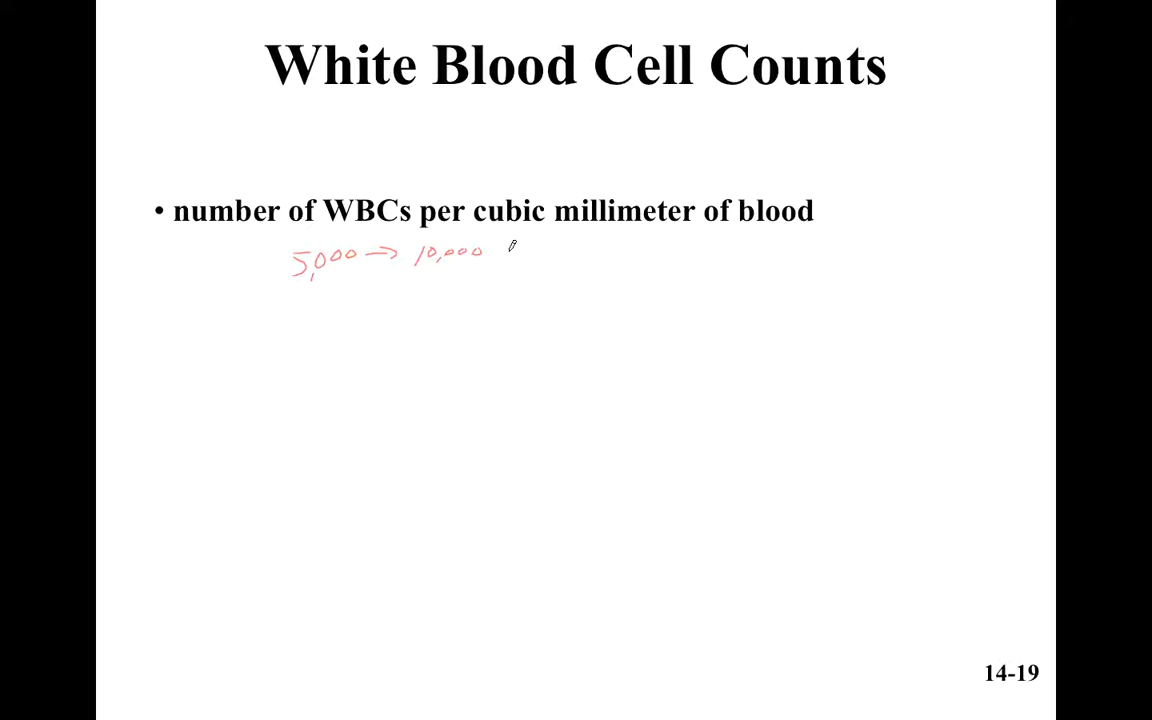 White Blood Cell Counts
• number of WBCs per cubic millimeter of blood
5,000 → 10,000
14-19